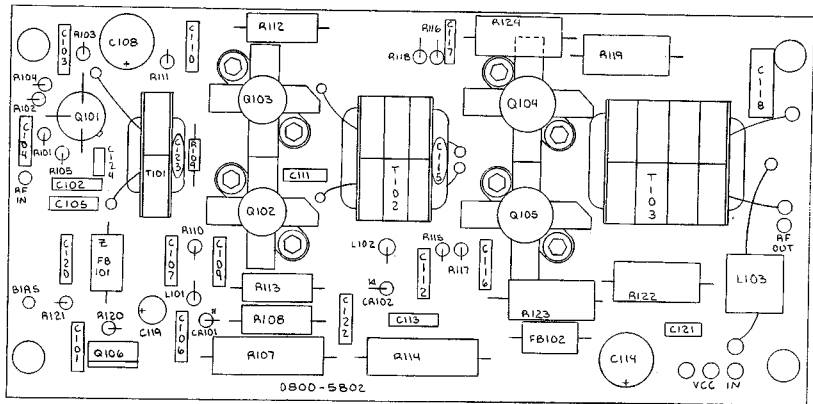 R112
R116
R124
C103
R103
C108
C110
R118
C117
R119
R111
C118
R104
R102
Q101
Q103
Q104
C104
R101
R105
C124
T101
C123
R109
C111
T102
C115
T103
C102
C105
RF
IN
Q102
Q105
R110
L102
R115
R117
RF
OUT
C120
Z
FB
101
C107
C109
C112
C116
L103
BIAS
R113
CR102
R122
R121
R120
L101
C119
C106
CR101
R108
C122
C113
R123
C121
C101
Q106
R107
R114
FB102
C114
0800-5802
VCC IN